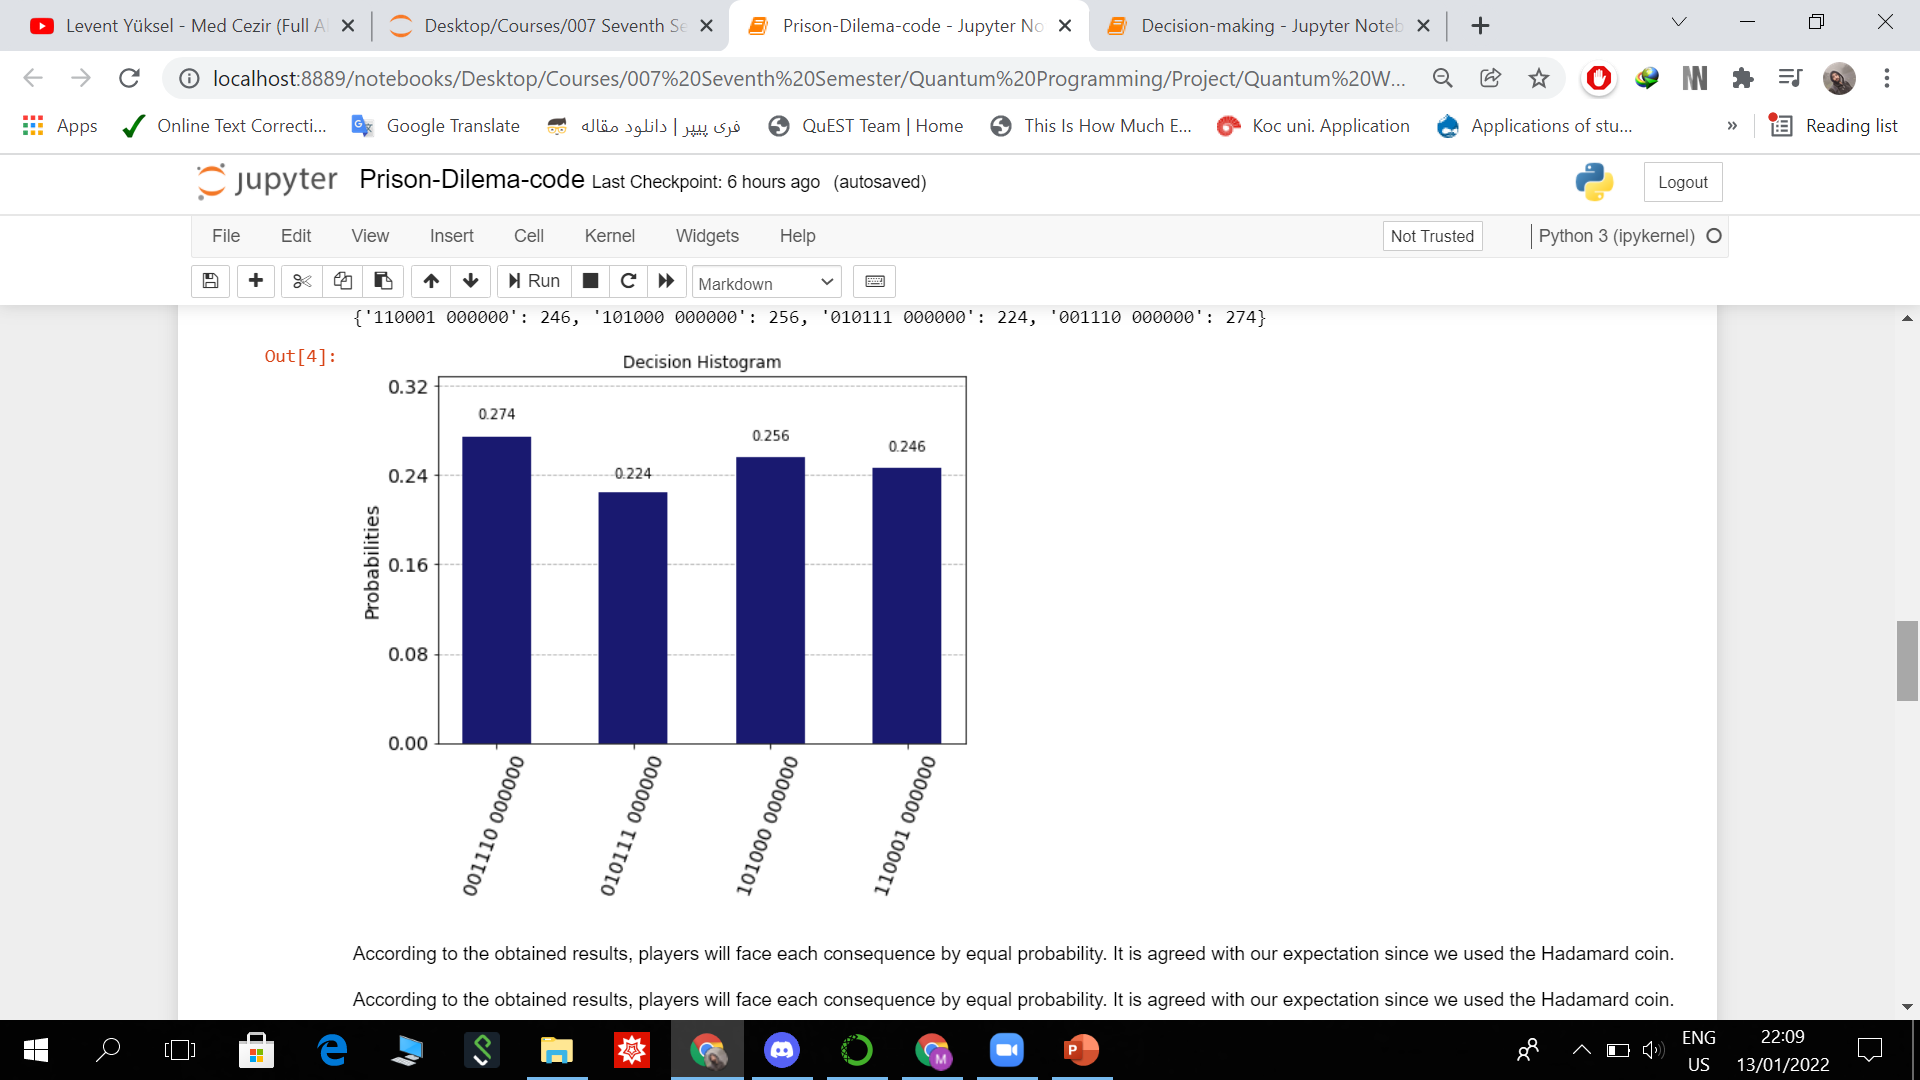 Levent Yüksel - Med Cezir (Full A
Desktop/Courses/007 Seventh Se
Prison-Dilema-code - Jupyter No
Decision-making - Jupyter Noteb
localhost:8889/notebooks/Desktop/Courses/007%20Seventh%20Semester/Quantum%20Programming/Project/Quantum%20W...
Apps
Online Text Correcti...
Google Translate
فری پیپر | دانلود مقاله
QuEST Team | Home
This Is How Much E...
Koc uni. Application
Applications of stu...
»
Reading list
jupyter
Prison-Dilema-code Last Checkpoint: 6 hours ago (autosaved)
Logout
File Edit View Insert Cell Kernel Widgets Help
Not Trusted
Python 3 (ipykernel)
Run
Markdown
{'110001 000000': 246, '101000 000000': 256, '010111 000000': 224, '001110 000000': 274}
Out[4]:
Decision Histogram
Probabilities
0.32
0.24
0.16
0.08
0.00
0.274
0.224
0.256
0.246
001110 000000
010111 000000
101000 000000
110001 000000
According to the obtained results, players will face each consequence by equal probability. It is agreed with our expectation since we used the Hadamard coin.
According to the obtained results, players will face each consequence by equal probability. It is agreed with our expectation since we used the Hadamard coin.
ENG
US
22:09
13/01/2022